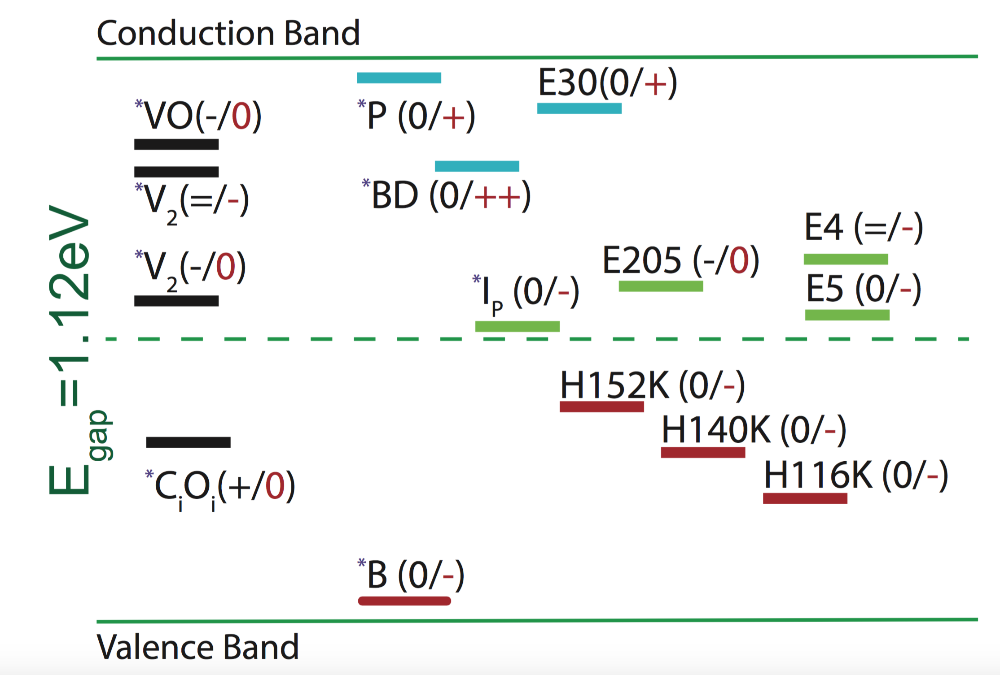 Conduction Band
E30(0/+)
*VO(-/0)
*P (0/+)
*V2(=/-)
*BD (0/++)
E4 (=/-)
*V2(-/0)
E205 (-/0)
*IP (0/-)
E5 (0/-)
Egap=1.12eV
H152K (0/-)
H140K (0/-)
H116K (0/-)
*CiOi(+/0)
*B (0/-)
Valence Band